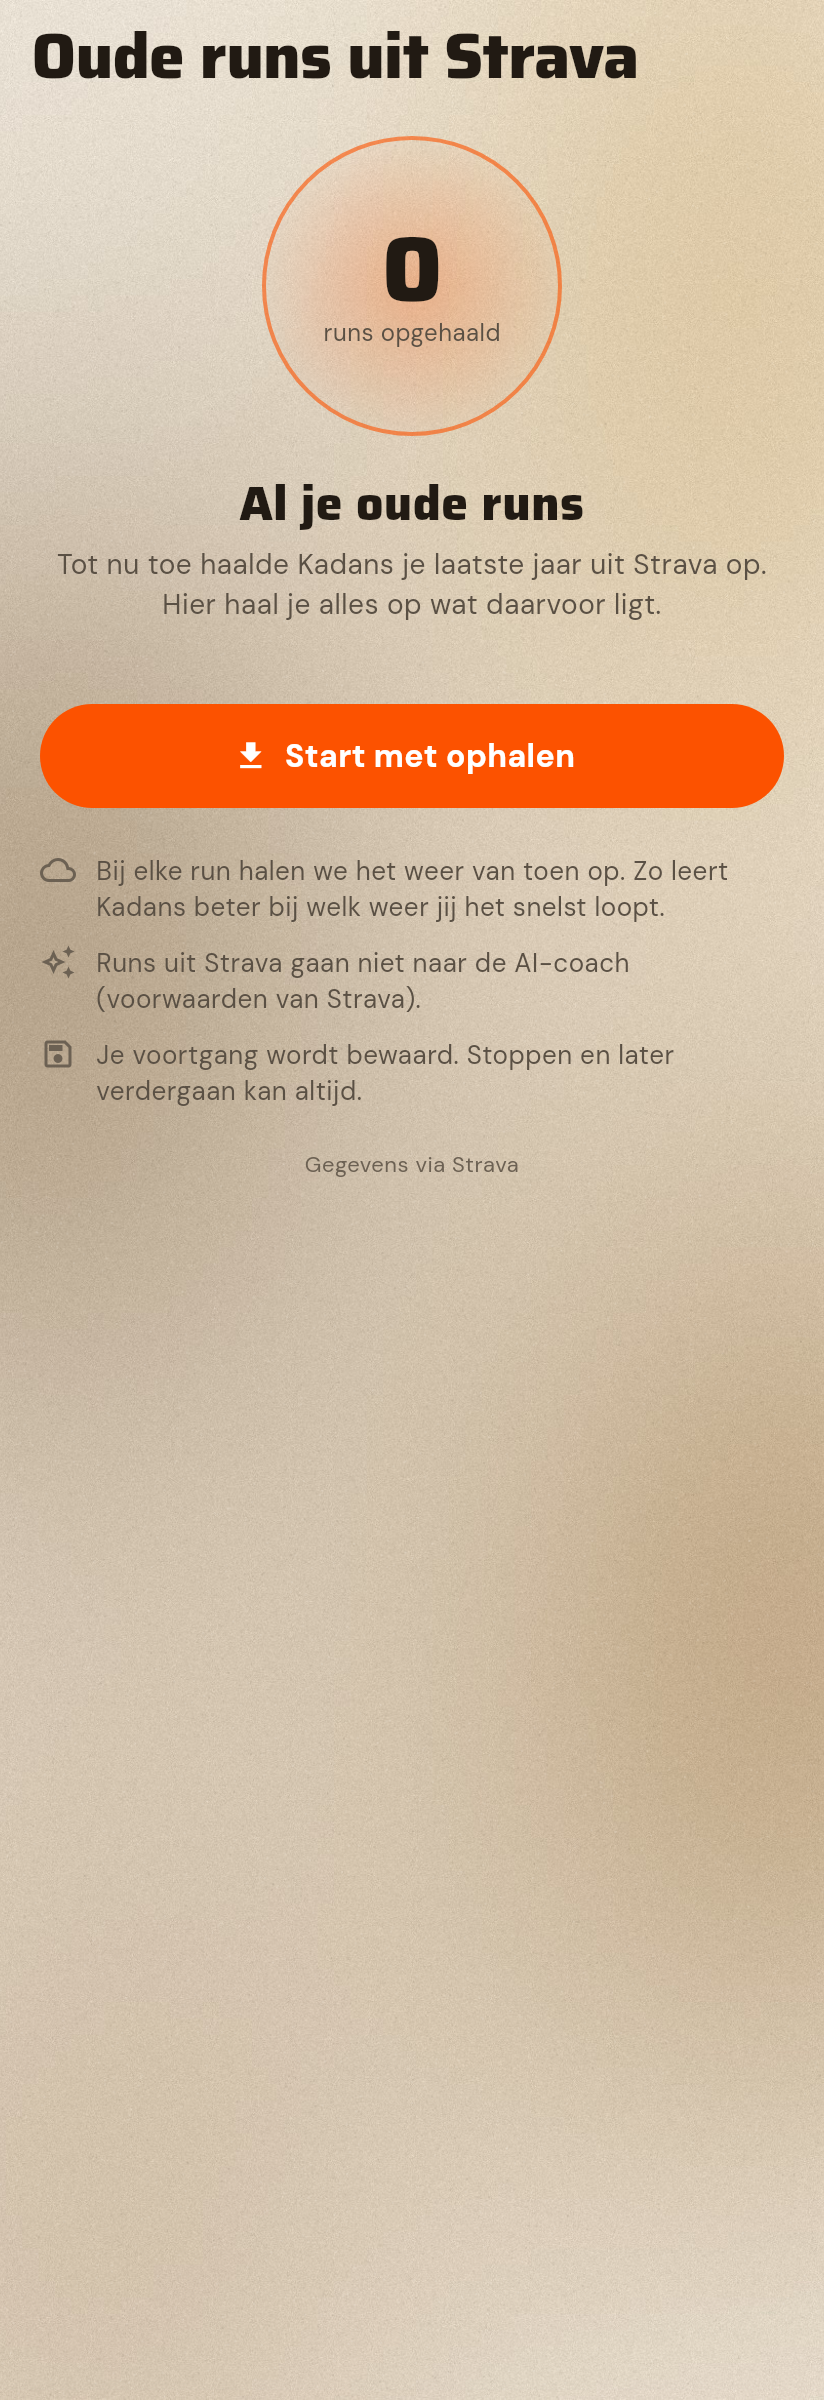 Oude runs uit Strava
0
runs opgehaald
Al je oude runs
Tot nu toe haalde Kadans je laatste jaar uit Strava op.
Hier haal je alles op wat daarvoor ligt.
Start met ophalen
Bij elke run halen we het weer van toen op. Zo leert
Kadans beter bij welk weer jij het snelst loopt.
Runs uit Strava gaan niet naar de AI-coach
(voorwaarden van Strava).
Je voortgang wordt bewaard. Stoppen en later
verdergaan kan altijd.
Gegevens via Strava